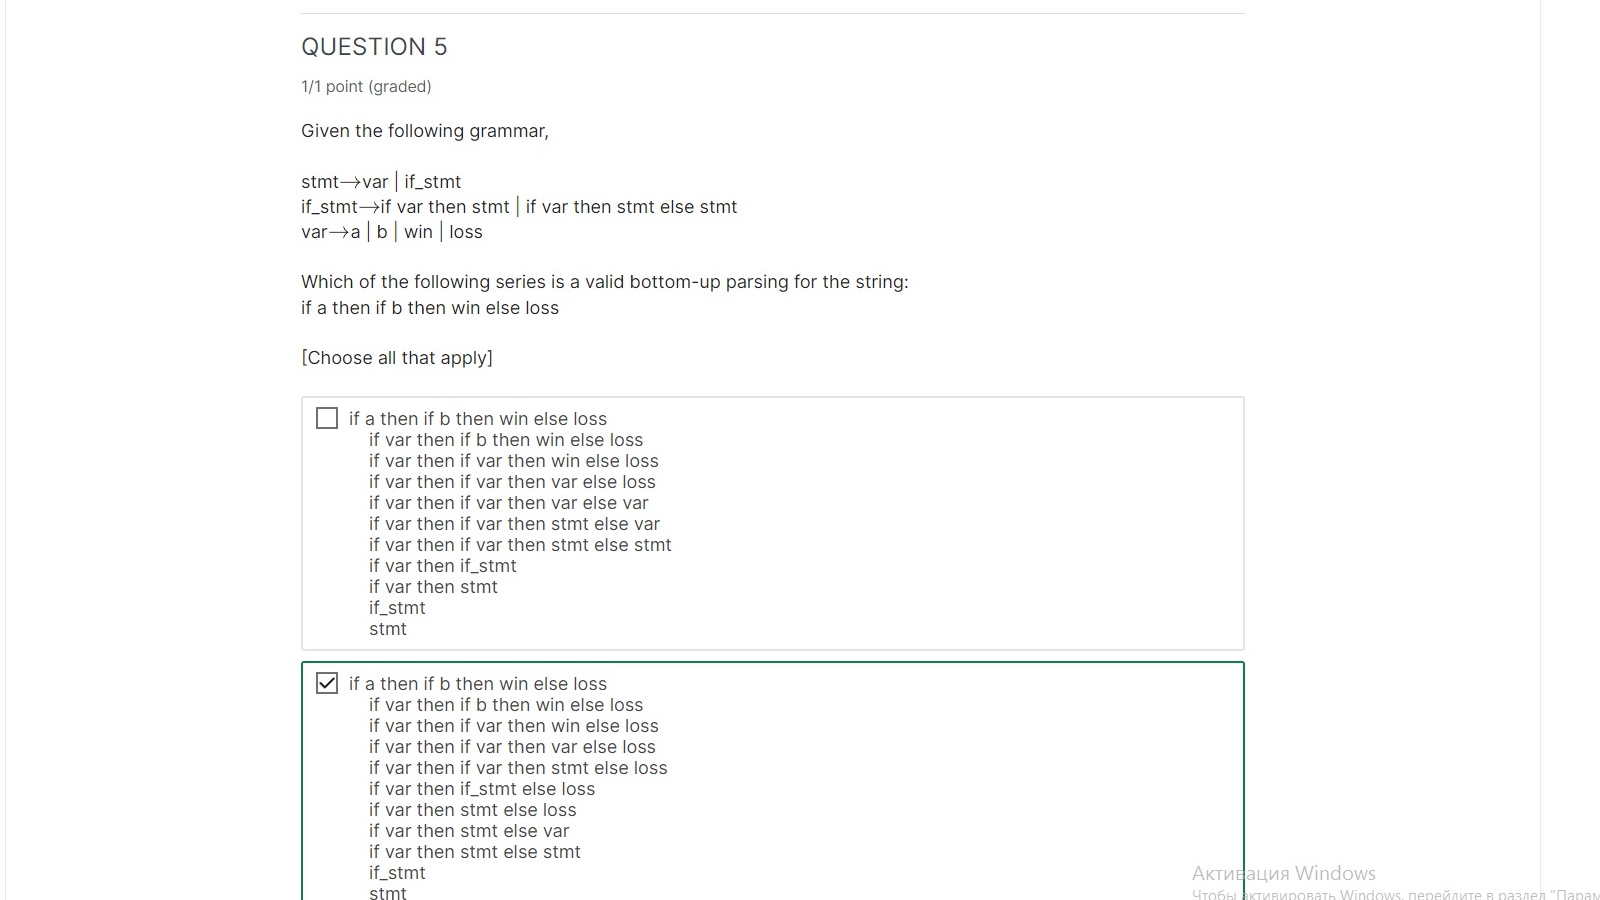 QUESTION 5
1/1 point (graded)
Given the following grammar,
stmt→var | if_stmt
if_stmt→if var then stmt | if var then stmt else stmt
var→a | b | win | loss
Which of the following series is a valid bottom-up parsing for the string:
if a then if b then win else loss
[Choose all that apply]
if a then if b then win else loss
if var then if b then win else loss
if var then if var then win else loss
if var then if var then var else loss
if var then if var then var else var
if var then if var then stmt else var
if var then if var then stmt else stmt
if var then if_stmt
if var then stmt
if_stmt
stmt
if a then if b then win else loss
if var then if b then win else loss
if var then if var then win else loss
if var then if var then var else loss
if var then if var then stmt else loss
if var then if_stmt else loss
if var then stmt else loss
if var then stmt else var
if var then stmt else stmt
if_stmt
stmt
Активация Windows
Чтобы активировать Windows, перейдите в раздел "Парам